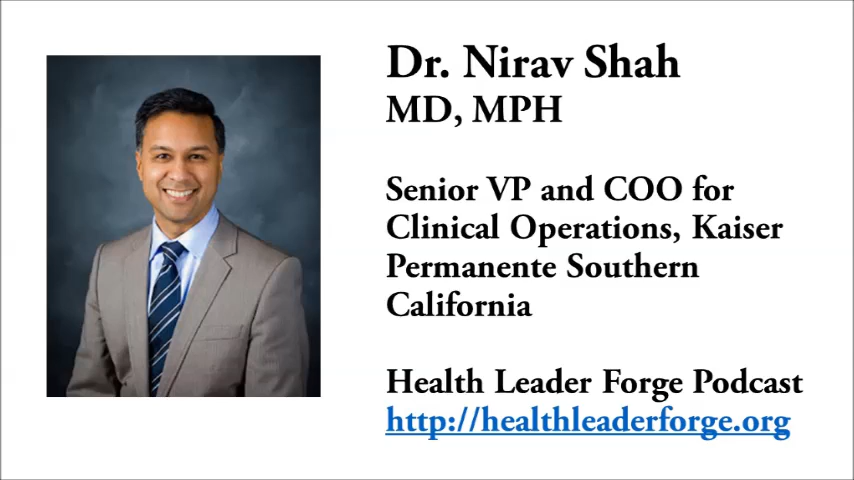 Dr. Nirav Shah
MD, MPH
Senior VP and COO for
Clinical Operations, Kaiser
Permanente Southern
California
Health Leader Forge Podcast
http://healthleaderforge.org